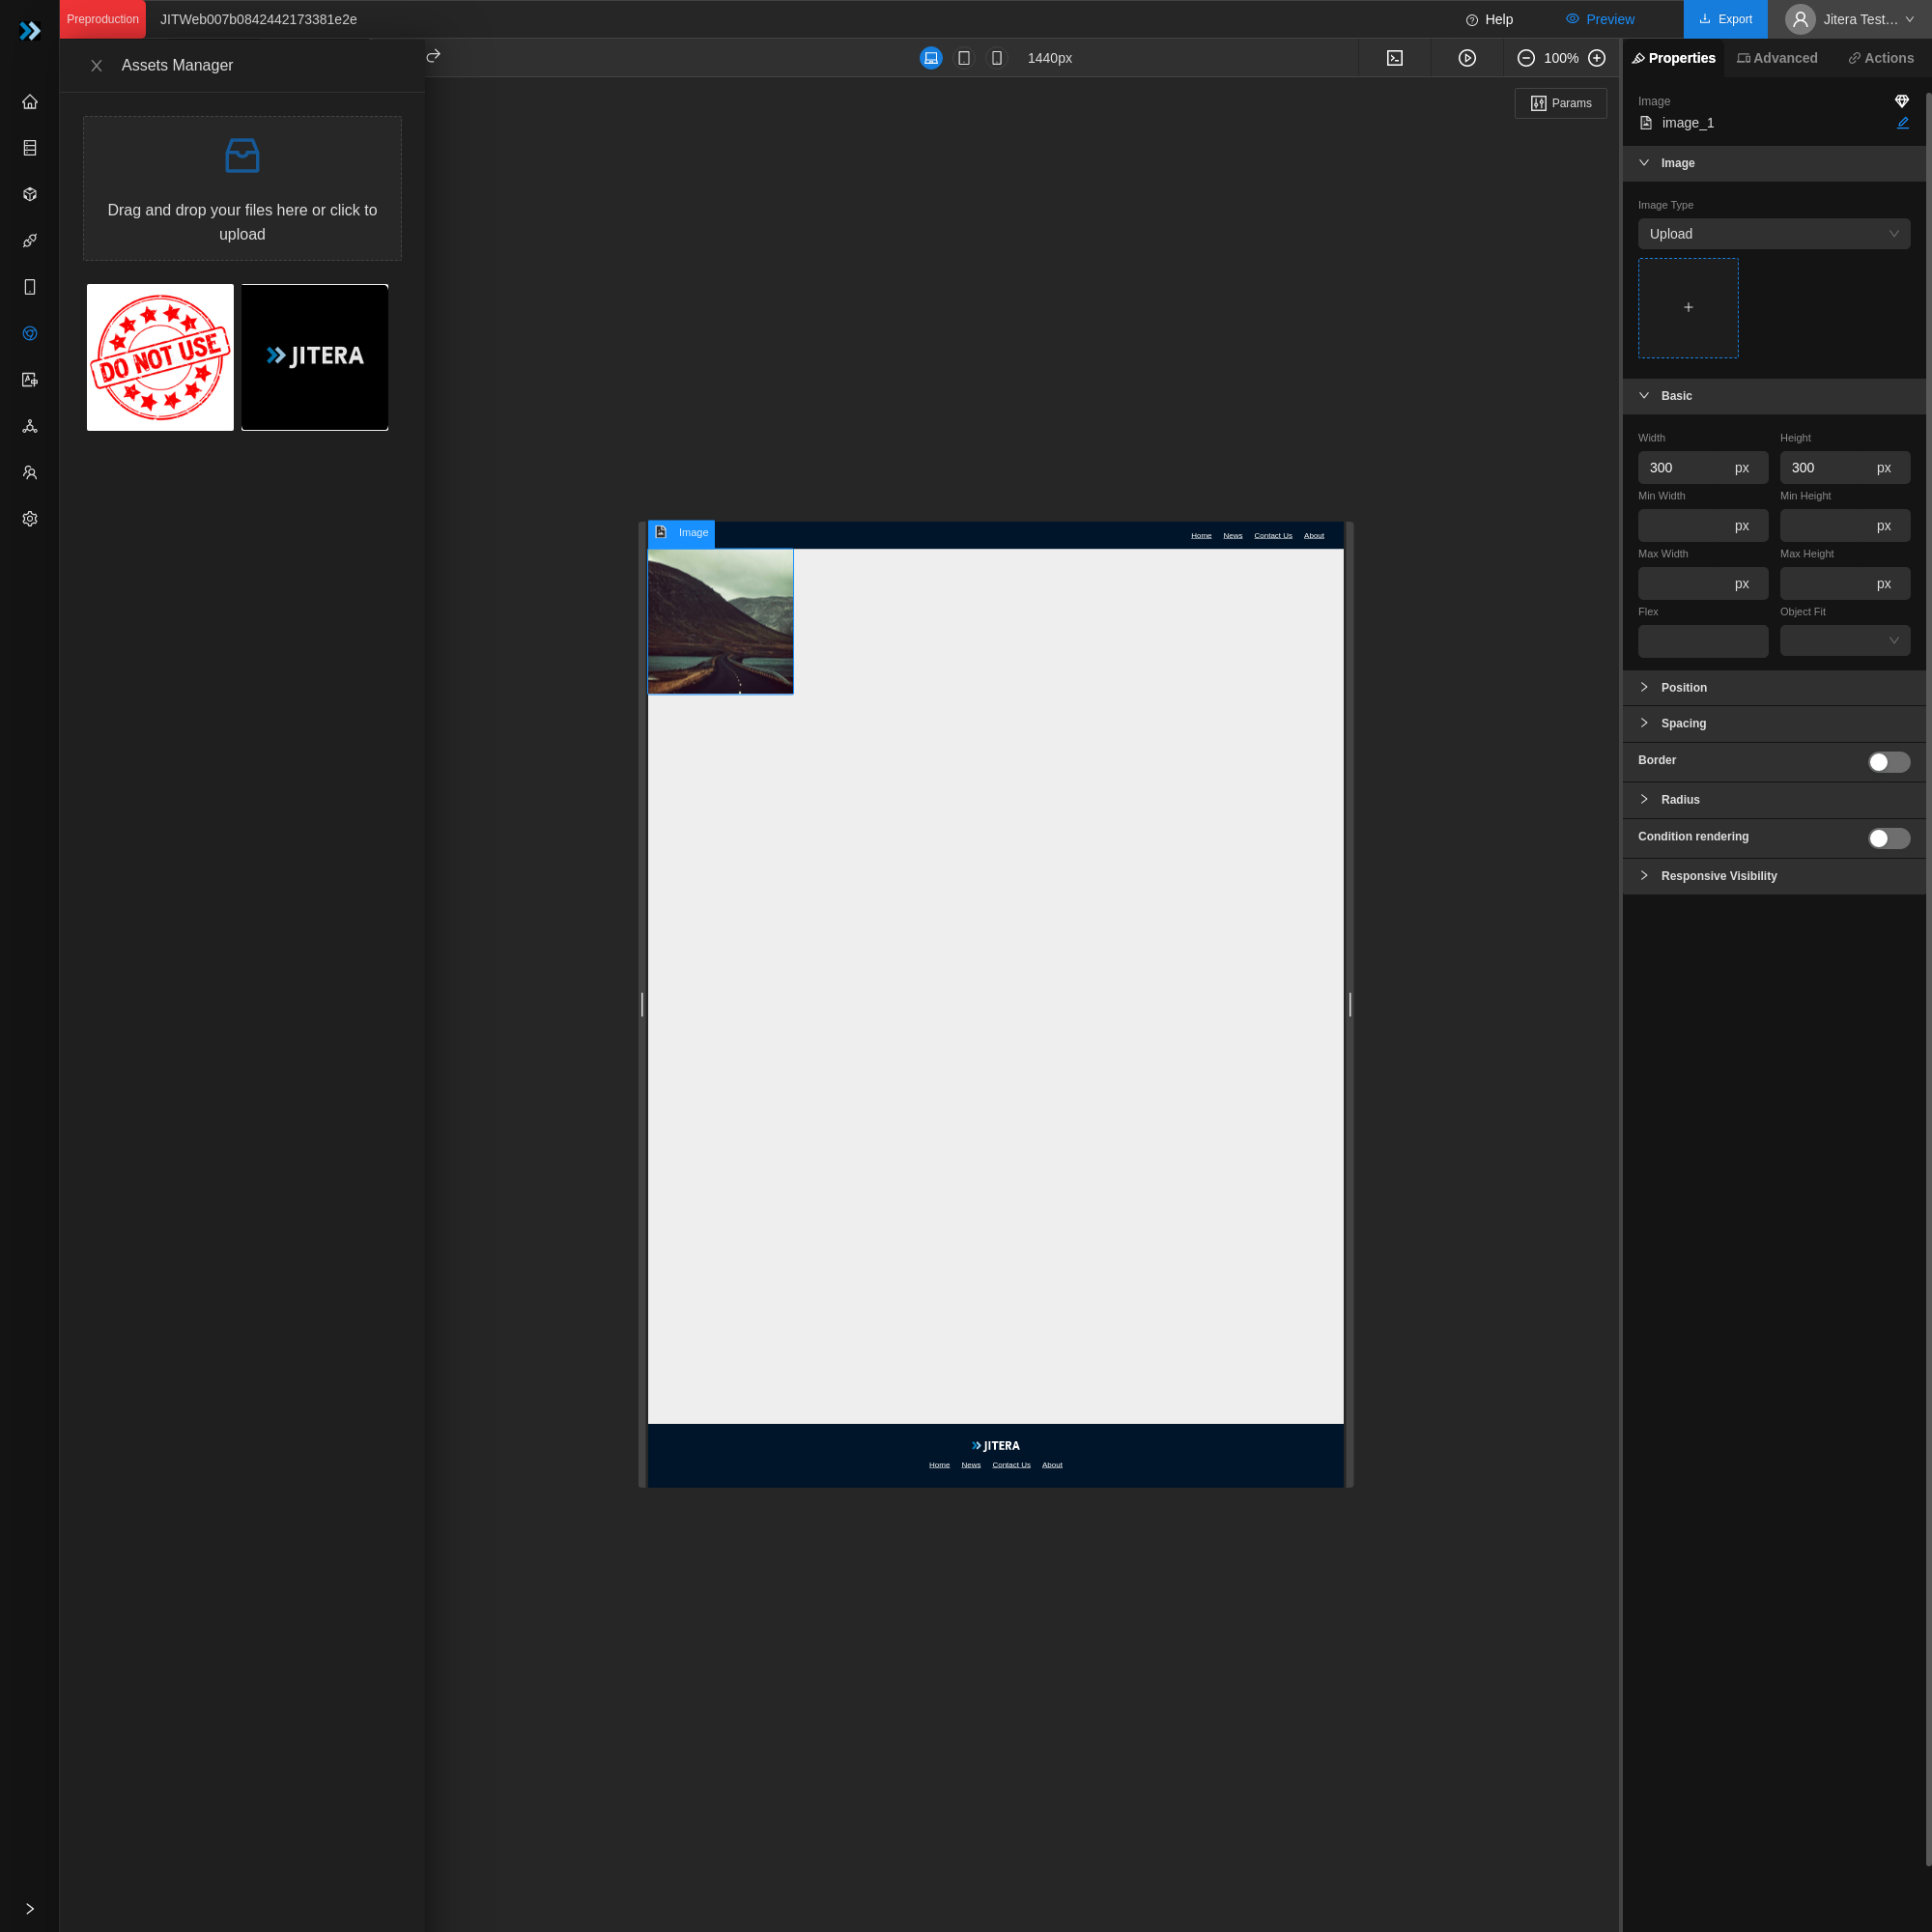 Preproduction
JITWeb007b0842442173381e2e
Help
Preview
Export
Jitera Test...
Assets Manager
1440px
100%
Properties
Advanced
Actions
Params
Drag and drop your files here or click to
upload
DO NOT USE
JITERA
Image
Home
News
Contact Us
About
JITERA
Home
News
Contact Us
About
Image
image_1
Image
Image Type
Upload
Basic
Width
Height
300 px
300 px
Min Width
Min Height
px
px
Max Width
Max Height
px
px
Flex
Object Fit
Position
Spacing
Border
Radius
Condition rendering
Responsive Visibility